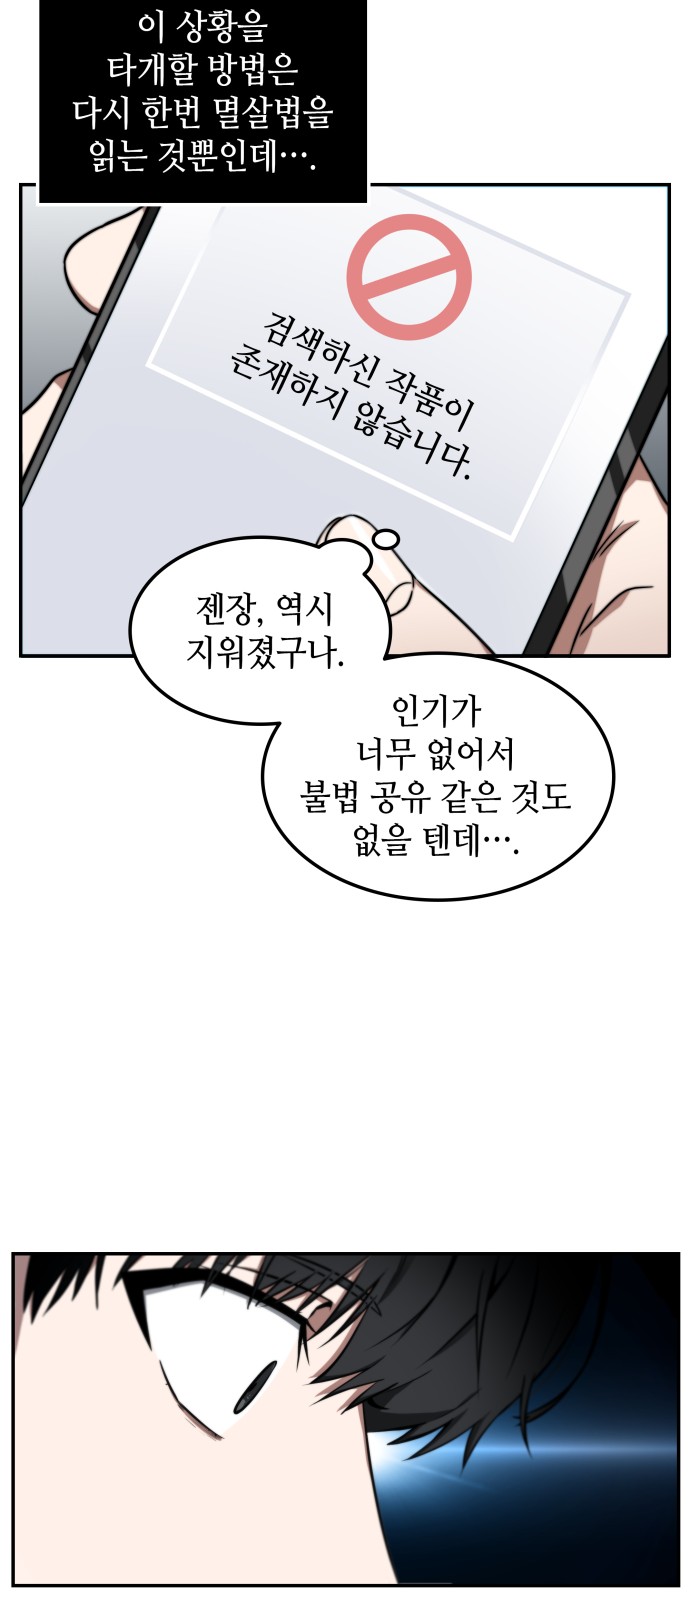 이 상황을
타개할 방법은
다시 한번 멸살법을
읽는 것뿐인데….
검색하신 작품이
존재하지 않습니다.
젠장, 역시
지워졌구나.
인기가
너무 없어서
불법 공유 같은 것도
없을 텐데….